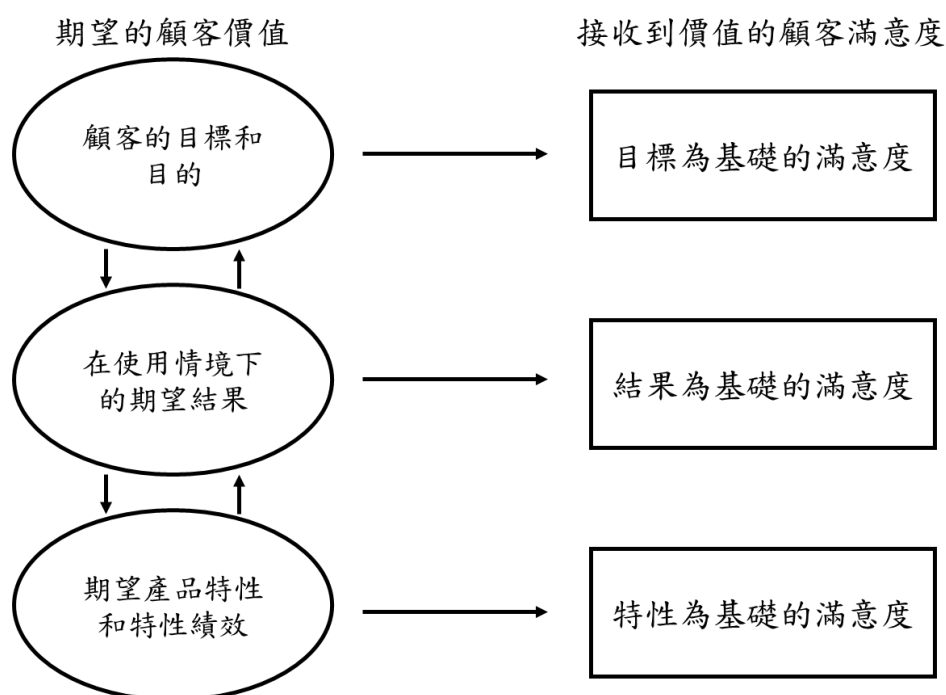 期望的顧客價值
接收到價值的顧客滿意度
顧客的目標和
目的
目標為基礎的滿意度
在使用情境下
的期望結果
結果為基礎的滿意度
期望產品特性
和特性績效
特性為基礎的滿意度